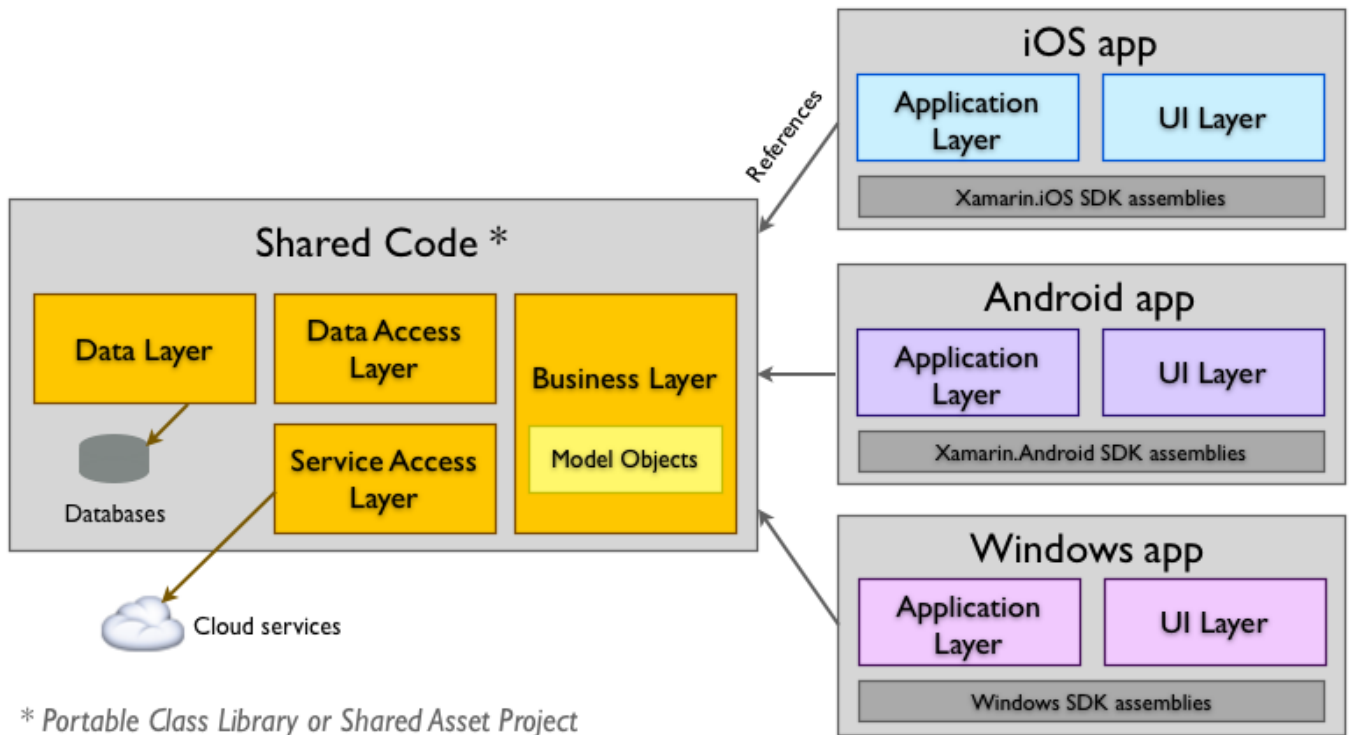 iOS app
Application
Layer
UI Layer
Xamarin.iOS SDK assemblies
References
Shared Code *
Data Layer
Data Access
Layer
Business Layer
Model Objects
Service Access
Layer
Databases
Cloud services
Android app
Application
Layer
UI Layer
Xamarin.Android SDK assemblies
Windows app
Application
Layer
UI Layer
Windows SDK assemblies
* Portable Class Library or Shared Asset Project